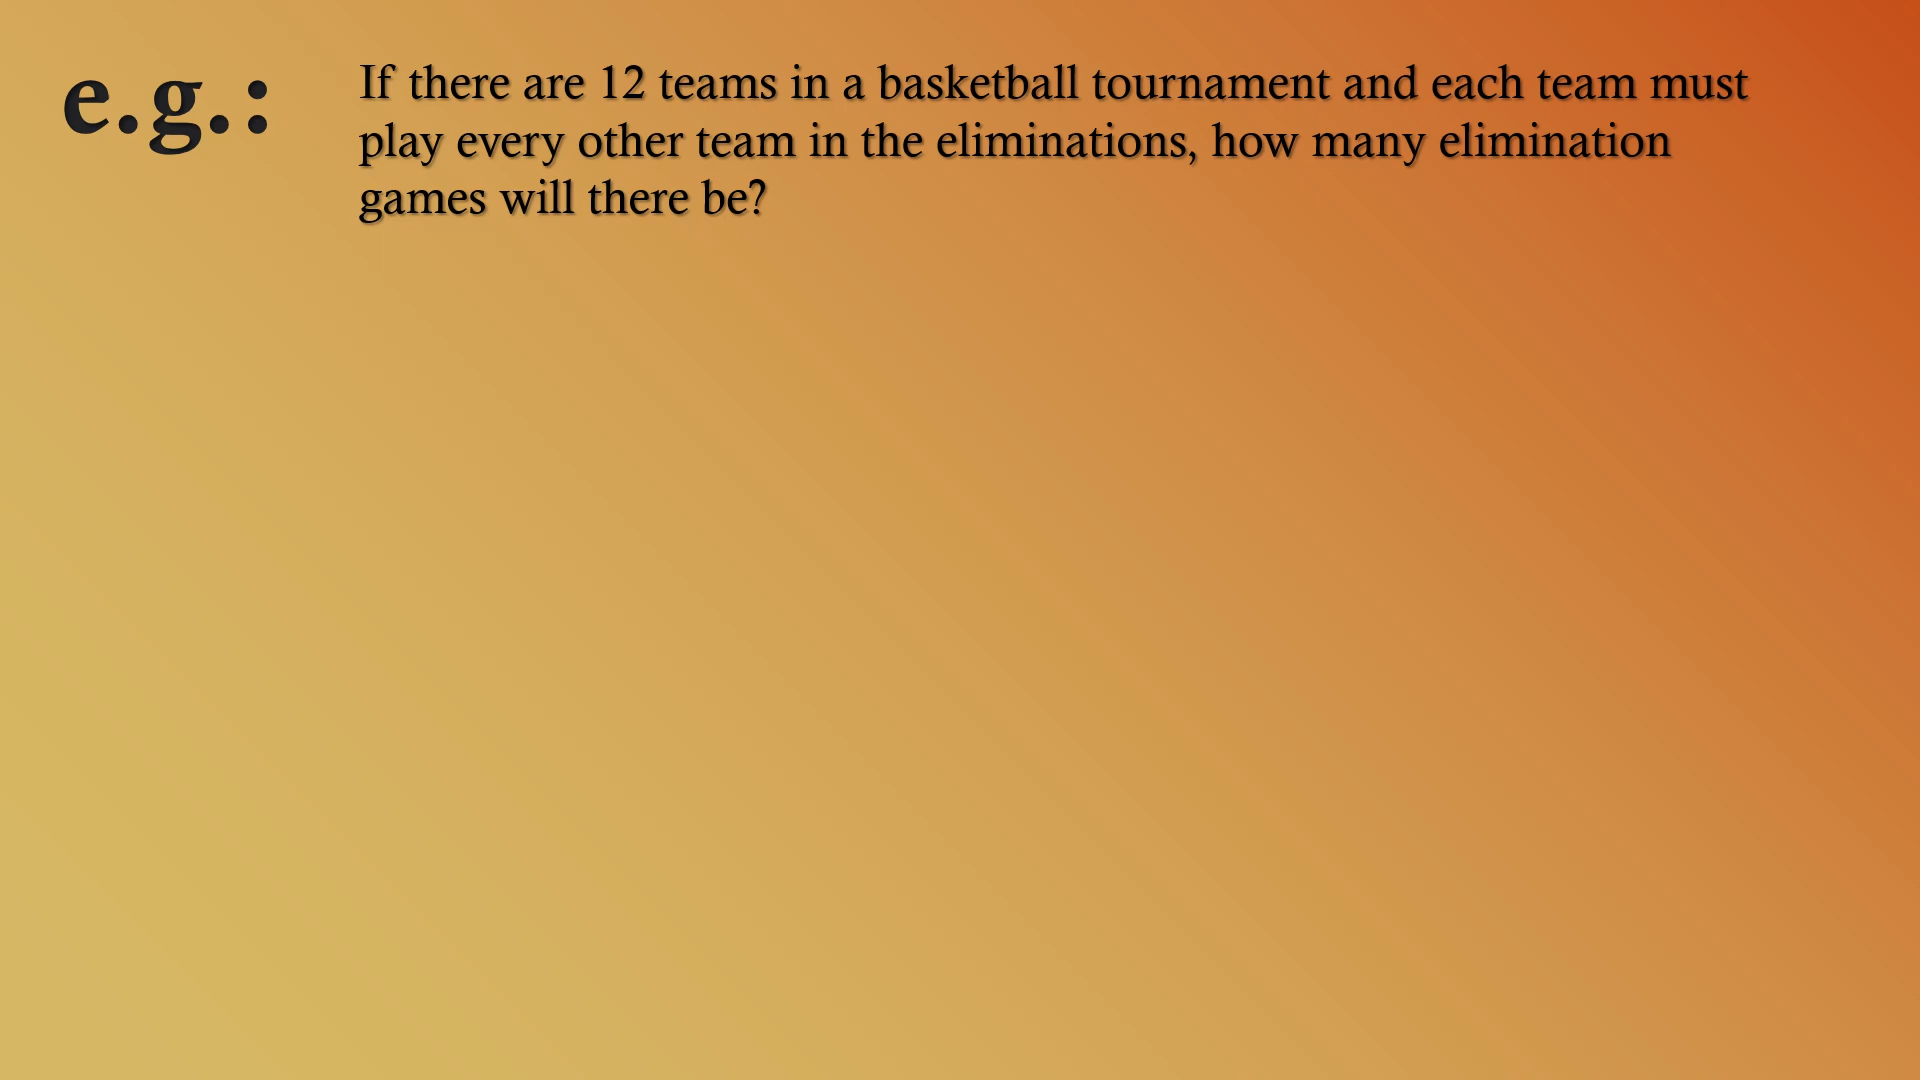 e.g.:
If there are 12 teams in a basketball tournament and each team must
play every other team in the eliminations, how many elimination
games will there be?